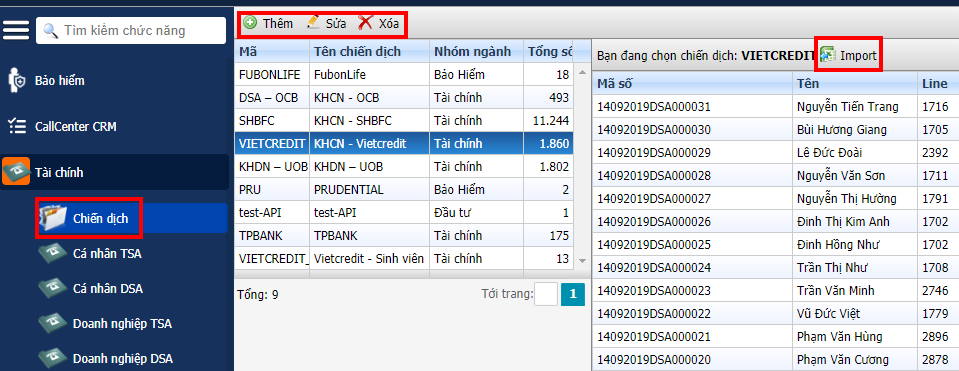 Tìm kiếm chức năng
Bảo hiểm
CallCenter CRM
Tài chính
Chiến dịch
Cá nhân TSA
Cá nhân DSA
Doanh nghiệp TSA
Doanh nghiệp DSA
Thêm Sửa Xóa
Mã Tên chiến dịch Nhóm ngành Tổng số
FUBONLIFE FubonLife Bảo Hiểm 18
DSA – OCB KHCN - OCB Tài chính 493
SHBFC KHCN - SHBFC Tài chính 11.244
VIETCREDIT KHCN - Vietcredit Tài chính 1.860
KHDN – UOB KHDN – UOB Tài chính 1.802
PRU PRUDENTIAL Bảo Hiểm 2
test-API test-API Đầu tư 1
TPBANK TPBANK Tài chính 175
VIETCREDIT_ Vietcredit - Sinh viên Tài chính 13
Tổng: 9 Tới trang: 1
Bạn đang chọn chiến dịch: VIETCREDIT Import
Mã số Tên Line
14092019DSA000031 Nguyễn Tiến Trang 1716
14092019DSA000030 Bùi Hương Giang 1705
14092019DSA000029 Lê Đức Đoài 2392
14092019DSA000028 Nguyễn Văn Sơn 1711
14092019DSA000027 Nguyễn Thị Hường 1791
14092019DSA000026 Đinh Thị Kim Anh 1702
14092019DSA000025 Đinh Hồng Như 1702
14092019DSA000024 Trần Thị Như 1708
14092019DSA000023 Trần Văn Minh 2746
14092019DSA000022 Vũ Đức Việt 1779
14092019DSA000021 Phạm Văn Hùng 2896
14092019DSA000020 Phạm Văn Cương 2878